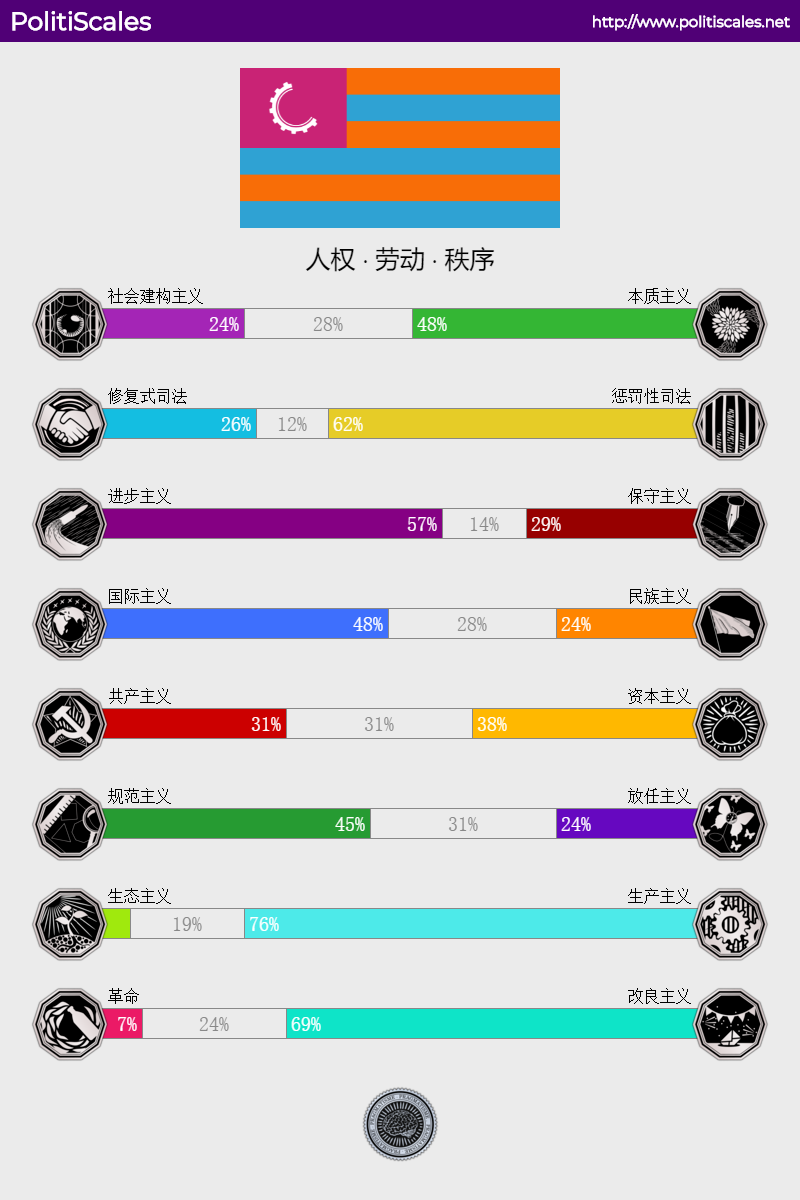 PolitiScales
http://www.politiscales.net
人权 · 劳动 · 秩序
社会建构主义 本质主义
24% 28% 48%
修复式司法 惩罚性司法
26% 12% 62%
进步主义 保守主义
57% 14% 29%
国际主义 民族主义
48% 28% 24%
共产主义 资本主义
31% 31% 38%
规范主义 放任主义
45% 31% 24%
生态主义 生产主义
19% 76%
革命 改良主义
7% 24% 69%